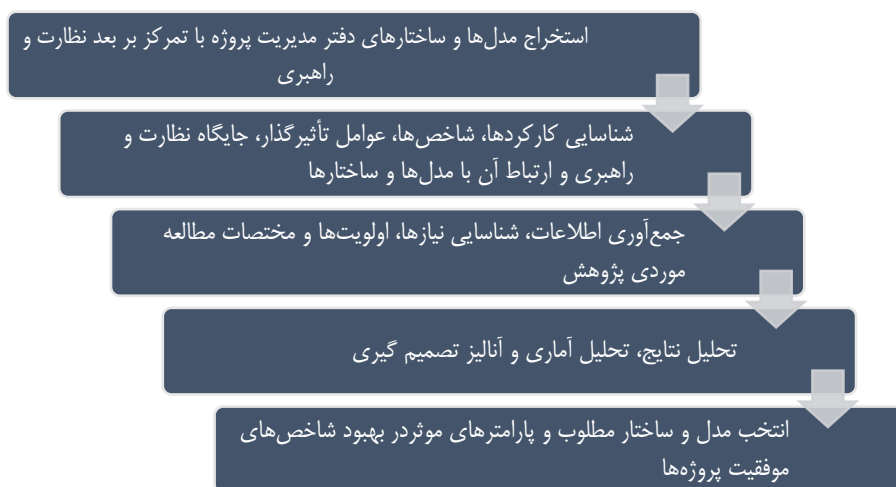 استخراج مدل‌ها و ساختارهای دفتر مدیریت پروژه با تمرکز بر بعد نظارت و
راهبری
شناسایی کارکردها، شاخص‌ها، عوامل تأثیرگذار، جایگاه نظارت و
راهبری و ارتباط آن با مدل‌ها و ساختارها
جمع‌آوری اطلاعات، شناسایی نیازها، اولویت‌ها و مختصات مطالعه
موردی پژوهش
تحلیل نتایج، تحلیل آماری و آنالیز تصمیم گیری
انتخب مدل و ساختار مطلوب و پارامترهای موثردر بهبود شاخص‌های
موفقیت پروژه‌ها